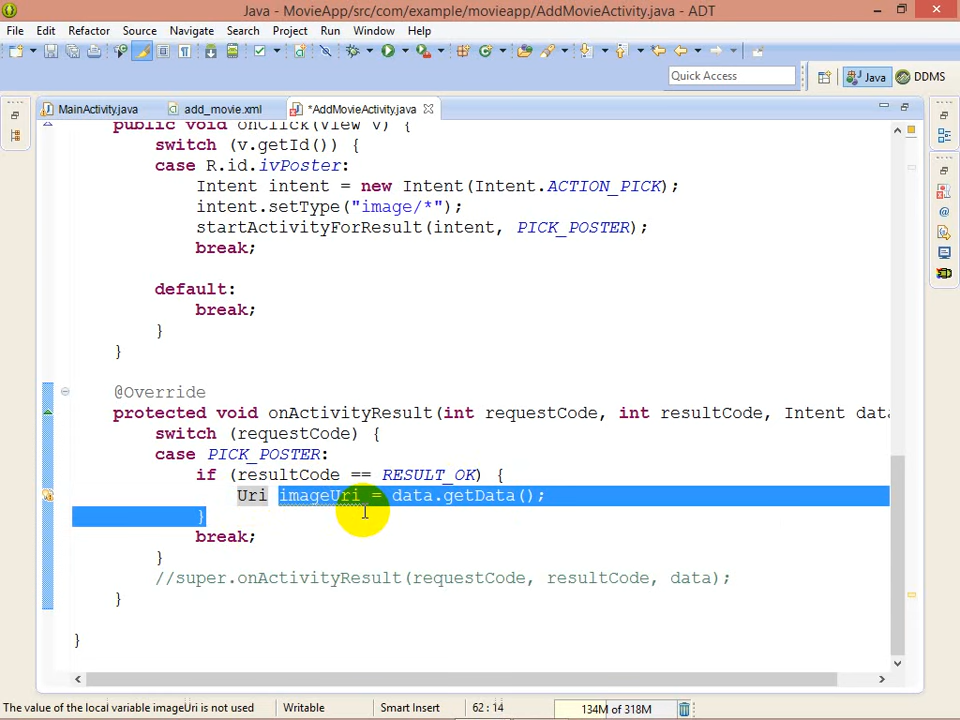 Java - MovieApp/src/com/example/movieapp/AddMovieActivity.java - ADT
File Edit Refactor Source Navigate Search Project Run Window Help
Quick Access
Java
DDMS
MainActivity.java
add_movie.xml
*AddMovieActivity.java
public void onClick(View v) {
switch (v.getId()) {
case R.id.ivPoster:
Intent intent = new Intent(Intent.ACTION_PICK);
intent.setType("image/*");
startActivityForResult(intent, PICK_POSTER);
break;
default:
break;
}
}
@Override
protected void onActivityResult(int requestCode, int resultCode, Intent data
switch (requestCode) {
case PICK_POSTER:
if (resultCode == RESULT_OK) {
Uri imageUri = data.getData();
}
break;
}
//super.onActivityResult(requestCode, resultCode, data);
}
}
The value of the local variable imageUri is not used
Writable
Smart Insert
62 : 14
134M of 318M